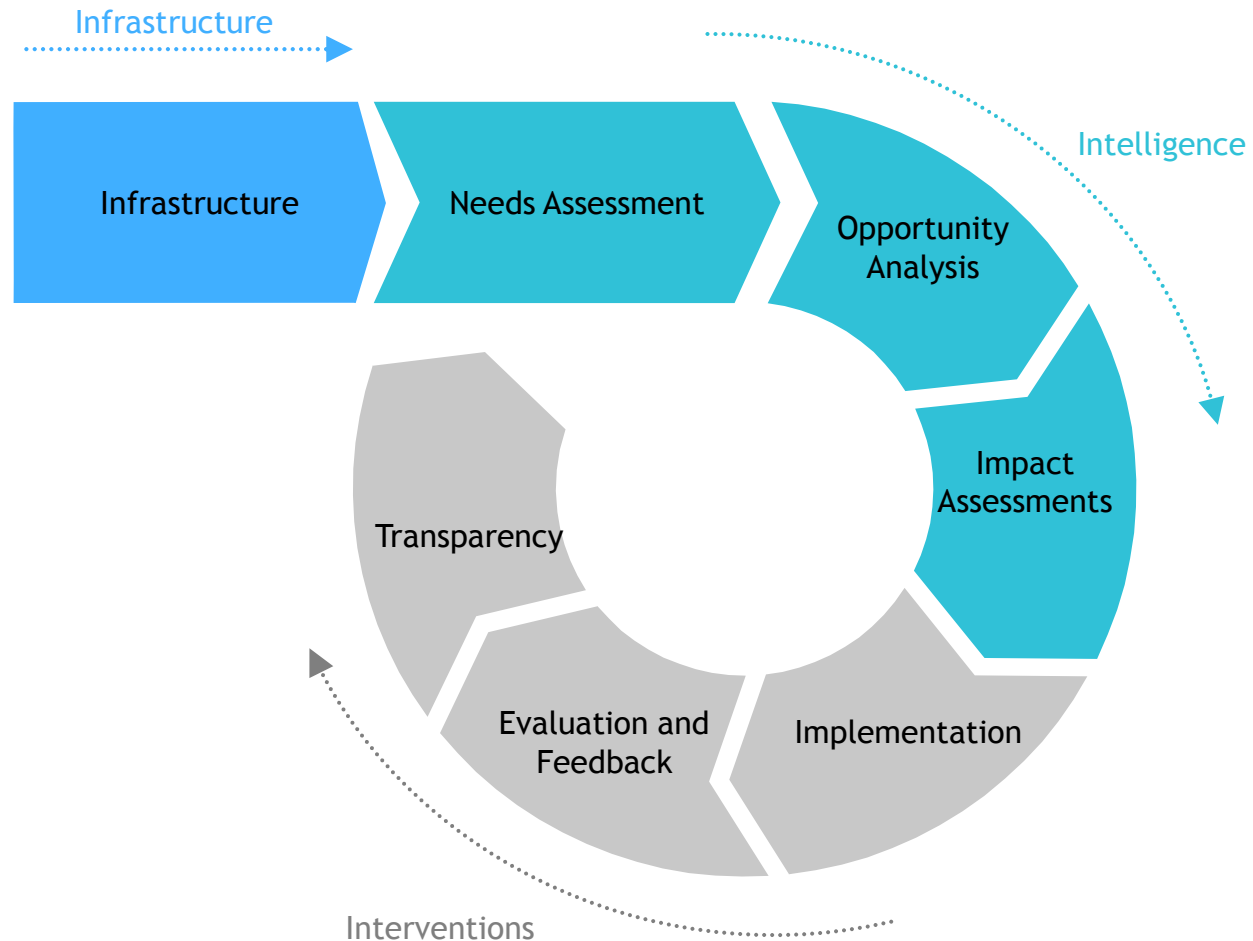 Infrastructure
Intelligence
Infrastructure
Needs Assessment
Opportunity
Analysis
Impact
Assessments
Implementation
Evaluation and
Feedback
Transparency
Interventions